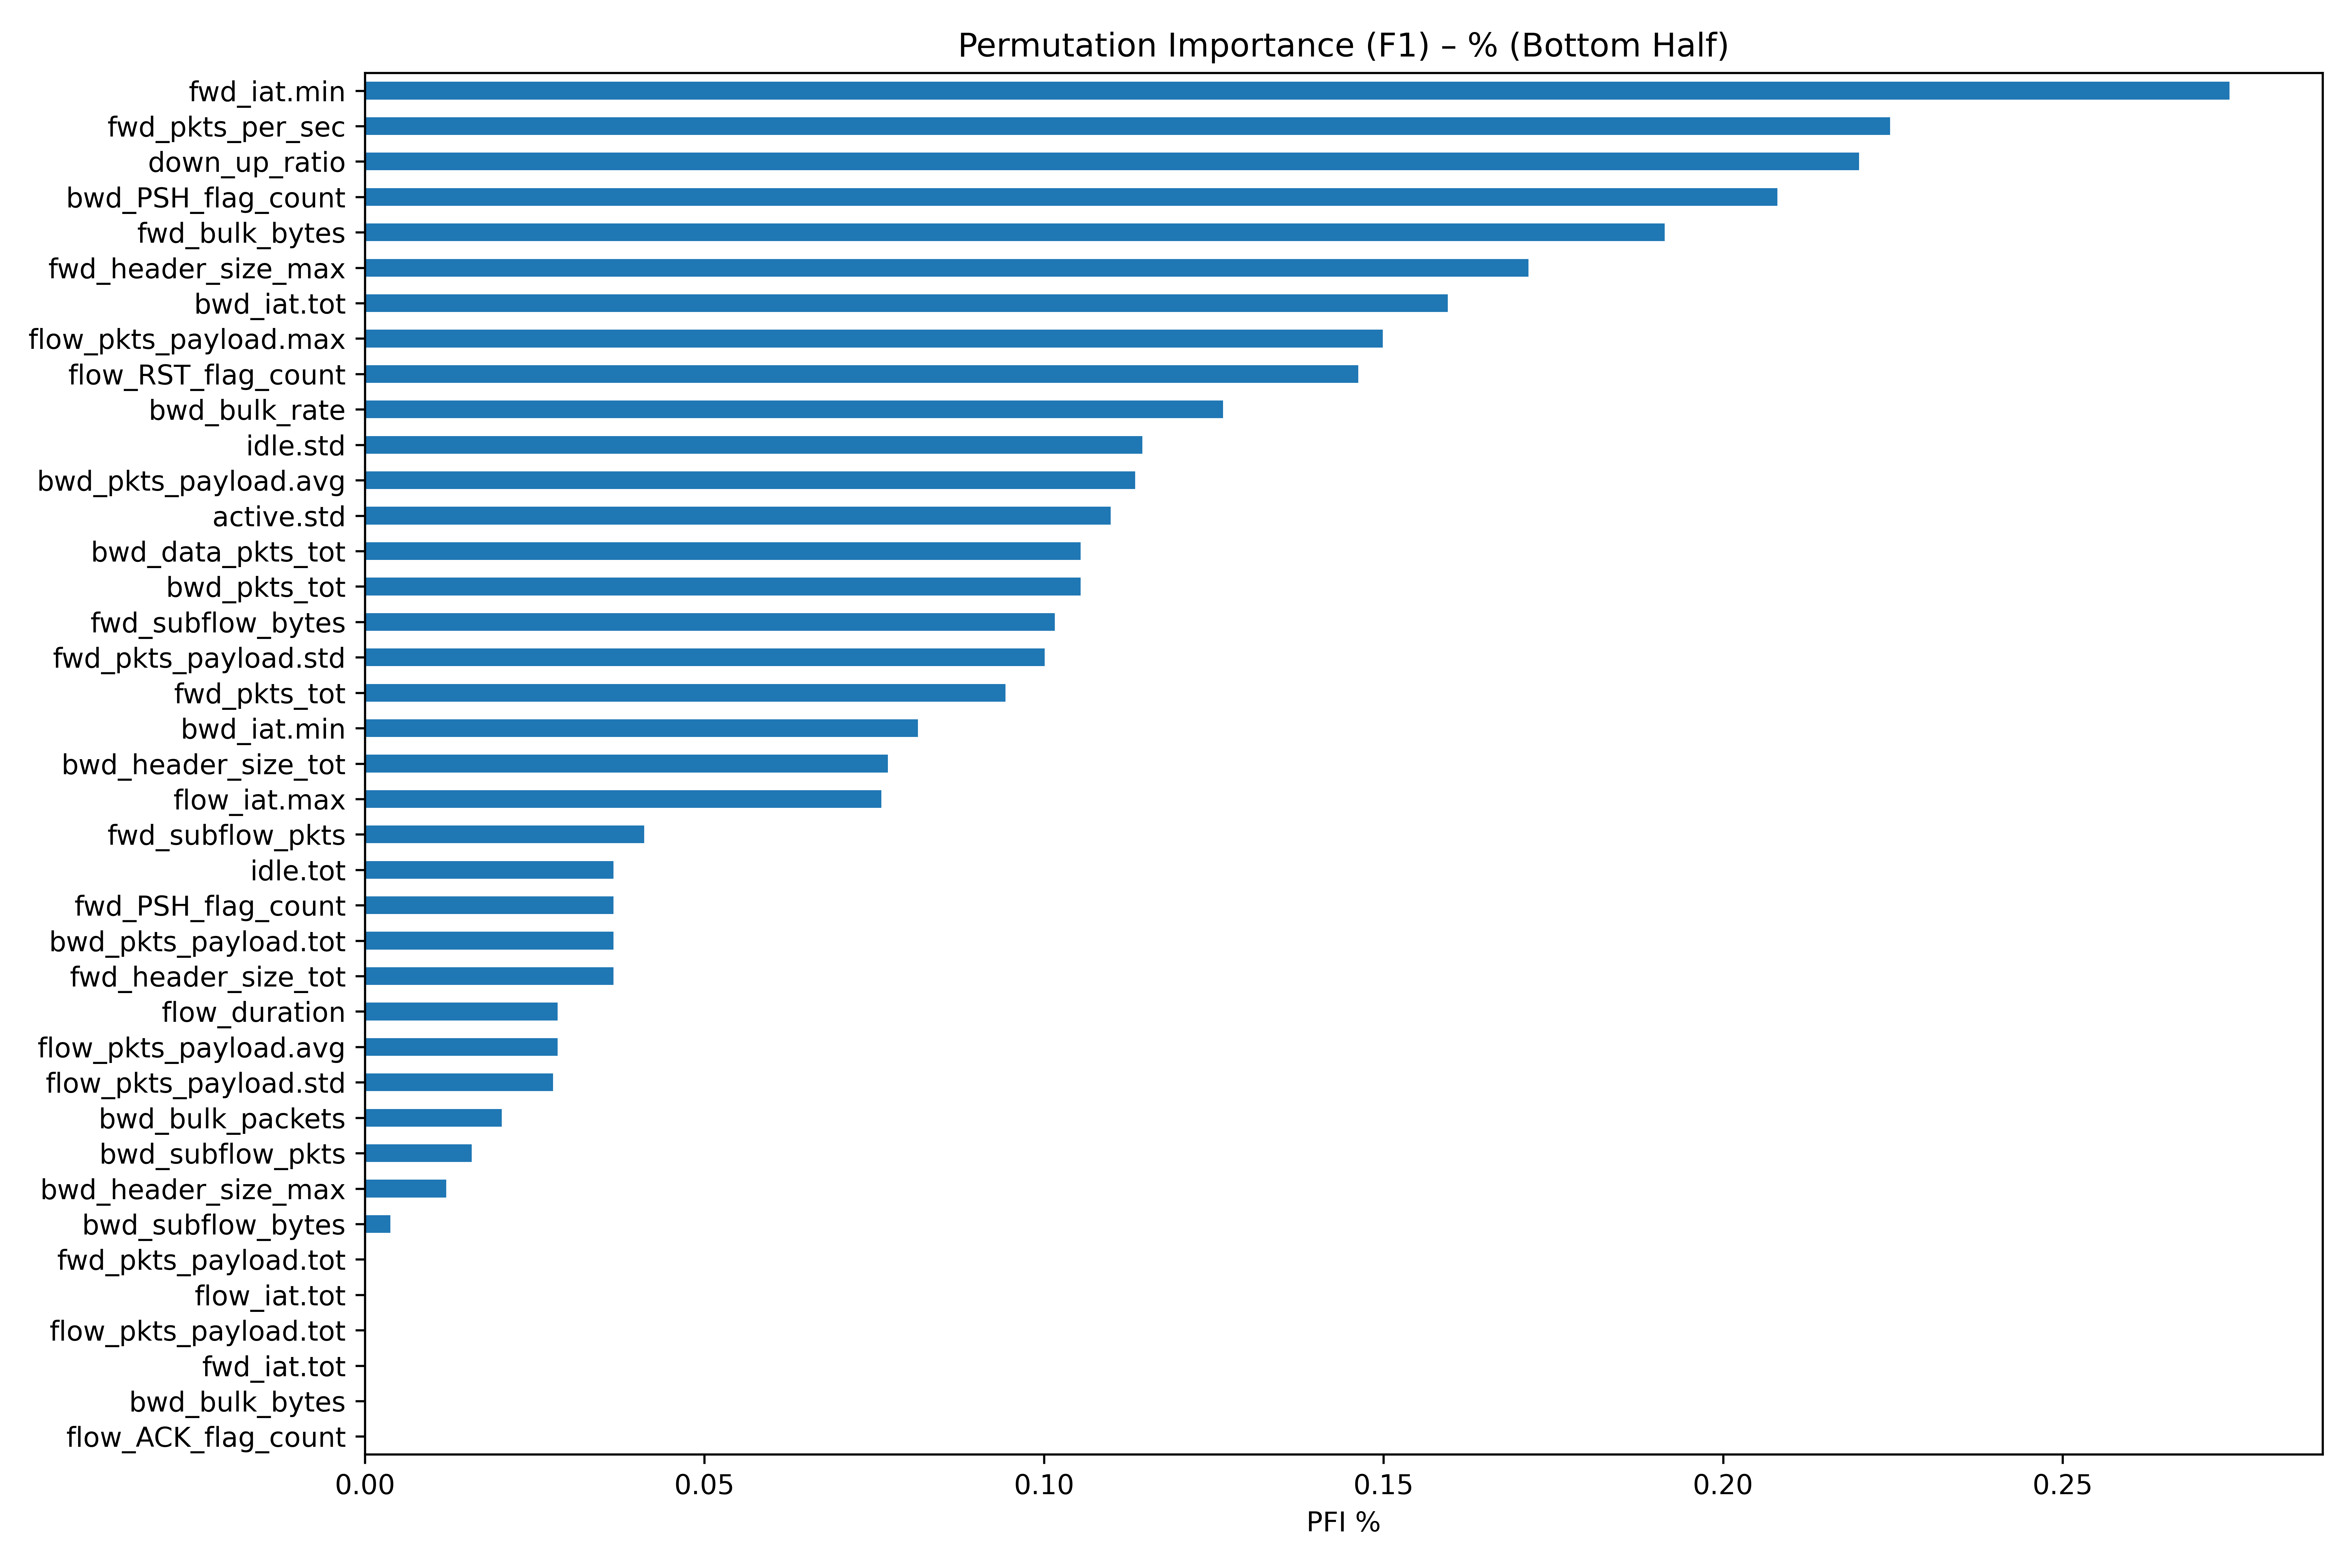 Permutation Importance (F1) – % (Bottom Half)
fwd_iat.min
fwd_pkts_per_sec
down_up_ratio
bwd_PSH_flag_count
fwd_bulk_bytes
fwd_header_size_max
bwd_iat.tot
flow_pkts_payload.max
flow_RST_flag_count
bwd_bulk_rate
idle.std
bwd_pkts_payload.avg
active.std
bwd_data_pkts_tot
bwd_pkts_tot
fwd_subflow_bytes
fwd_pkts_payload.std
fwd_pkts_tot
bwd_iat.min
bwd_header_size_tot
flow_iat.max
fwd_subflow_pkts
idle.tot
fwd_PSH_flag_count
bwd_pkts_payload.tot
fwd_header_size_tot
flow_duration
flow_pkts_payload.avg
flow_pkts_payload.std
bwd_bulk_packets
bwd_subflow_pkts
bwd_header_size_max
bwd_subflow_bytes
fwd_pkts_payload.tot
flow_iat.tot
flow_pkts_payload.tot
fwd_iat.tot
bwd_bulk_bytes
flow_ACK_flag_count
0.00 0.05 0.10 0.15 0.20 0.25
PFI %